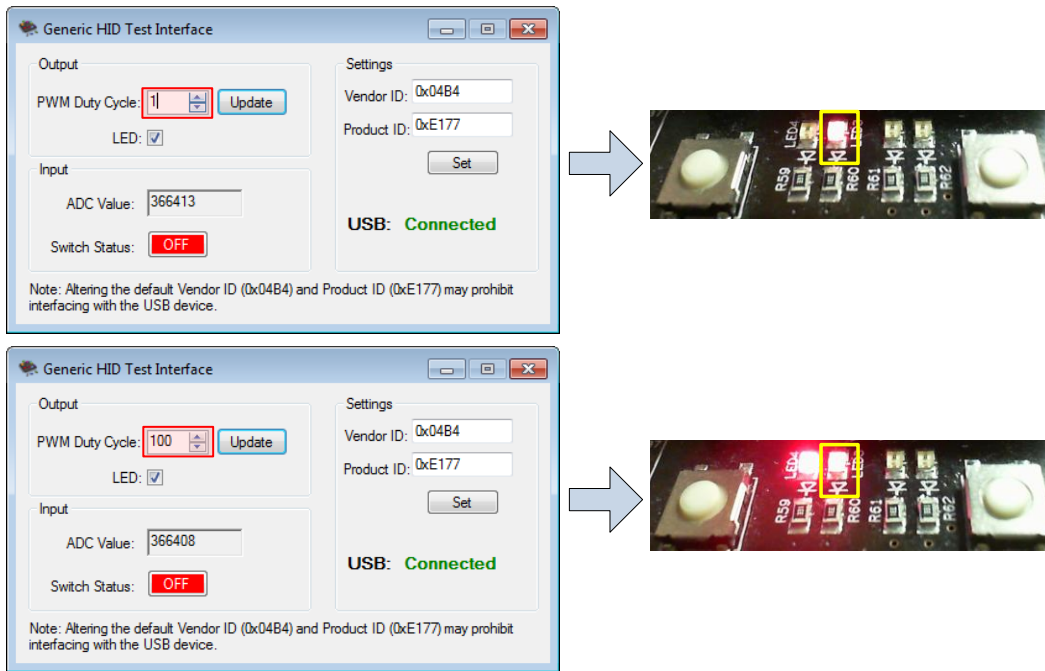 Generic HID Test Interface
Output
PWM Duty Cycle: 1 Update
LED:
Input
ADC Value: 366413
Switch Status: OFF
Settings
Vendor ID: 0x04B4
Product ID: 0xE177
Set
USB: Connected
Note: Altering the default Vendor ID (0x04B4) and Product ID (0xE177) may prohibit
interfacing with the USB device.
LED4
LED3
R59
R60
R61
R62
Generic HID Test Interface
Output
PWM Duty Cycle: 100 Update
LED:
Input
ADC Value: 366408
Switch Status: OFF
Settings
Vendor ID: 0x04B4
Product ID: 0xE177
Set
USB: Connected
Note: Altering the default Vendor ID (0x04B4) and Product ID (0xE177) may prohibit
interfacing with the USB device.
LED4
LED3
R59
R60
R61
R62